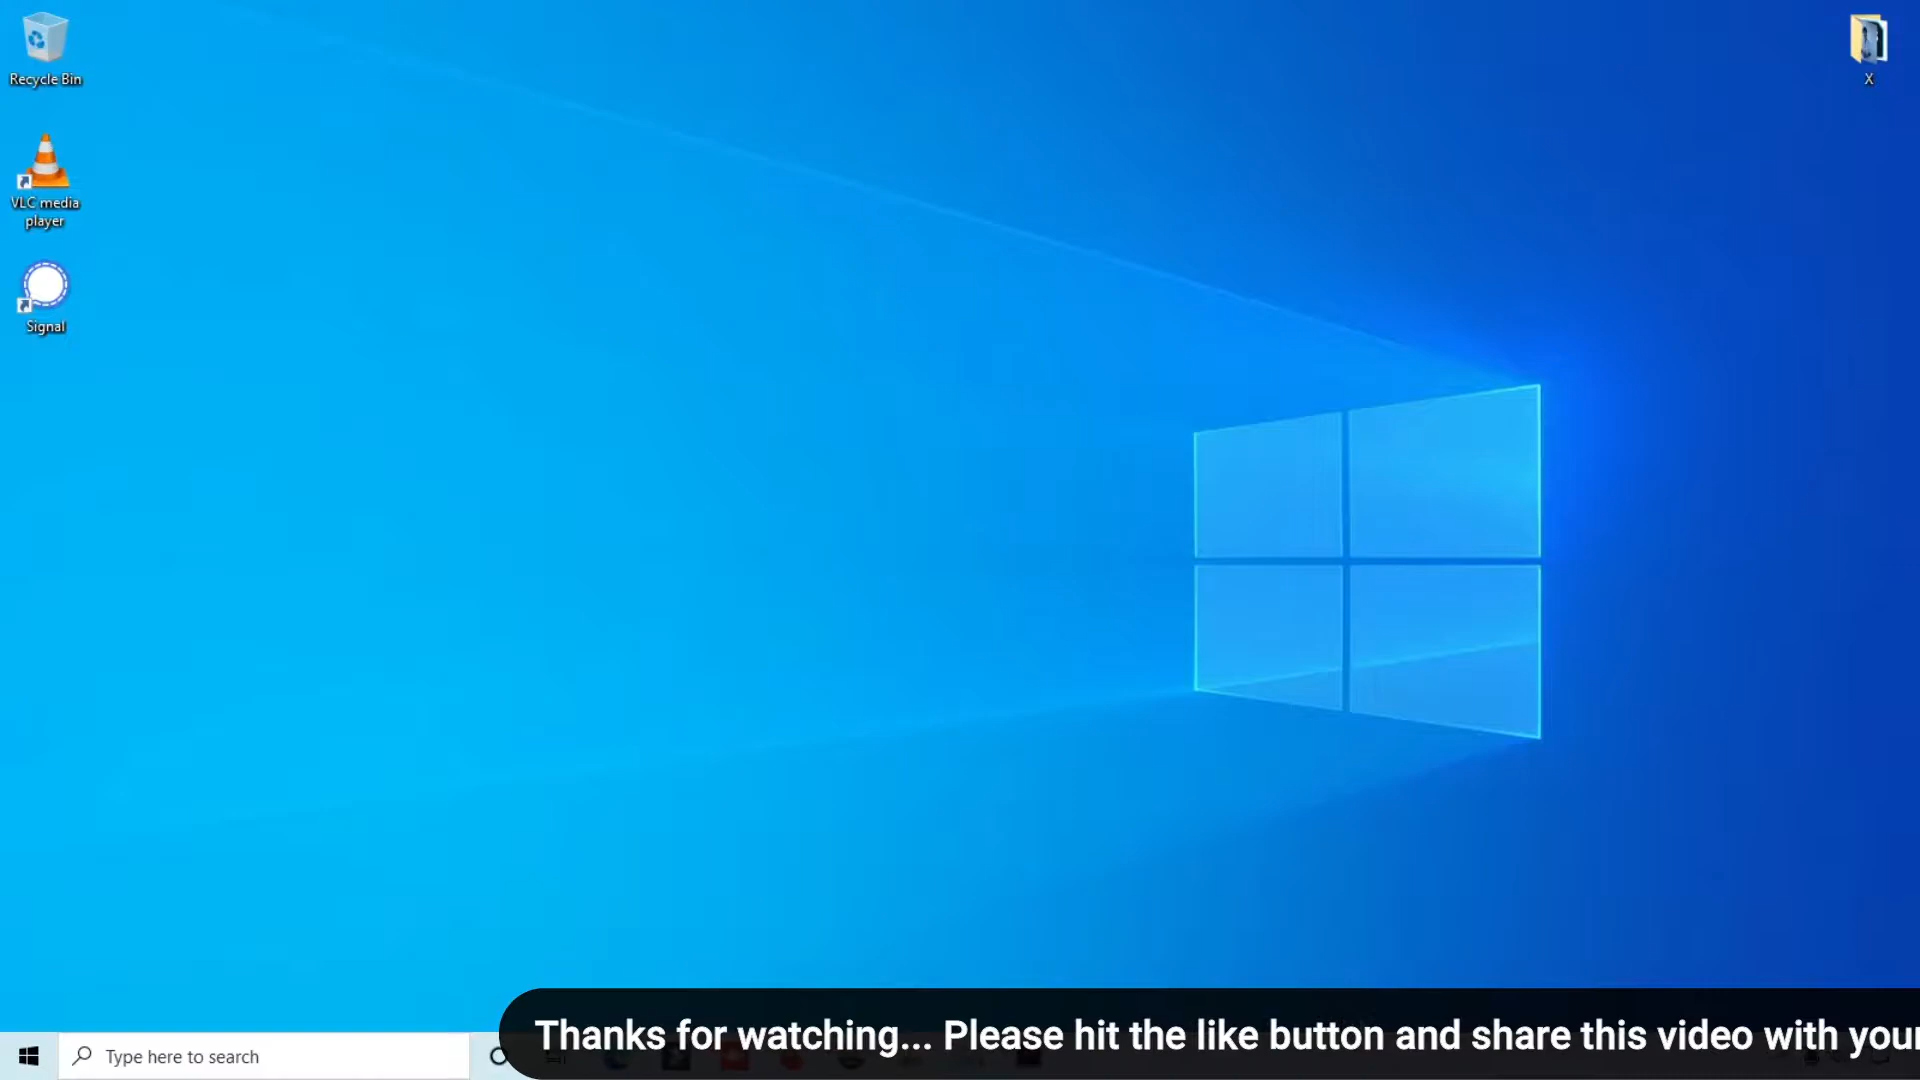 Recycle Bin
X
VLC media
player
Signal
Type here to search
Thanks for watching... Please hit the like button and share this video with your